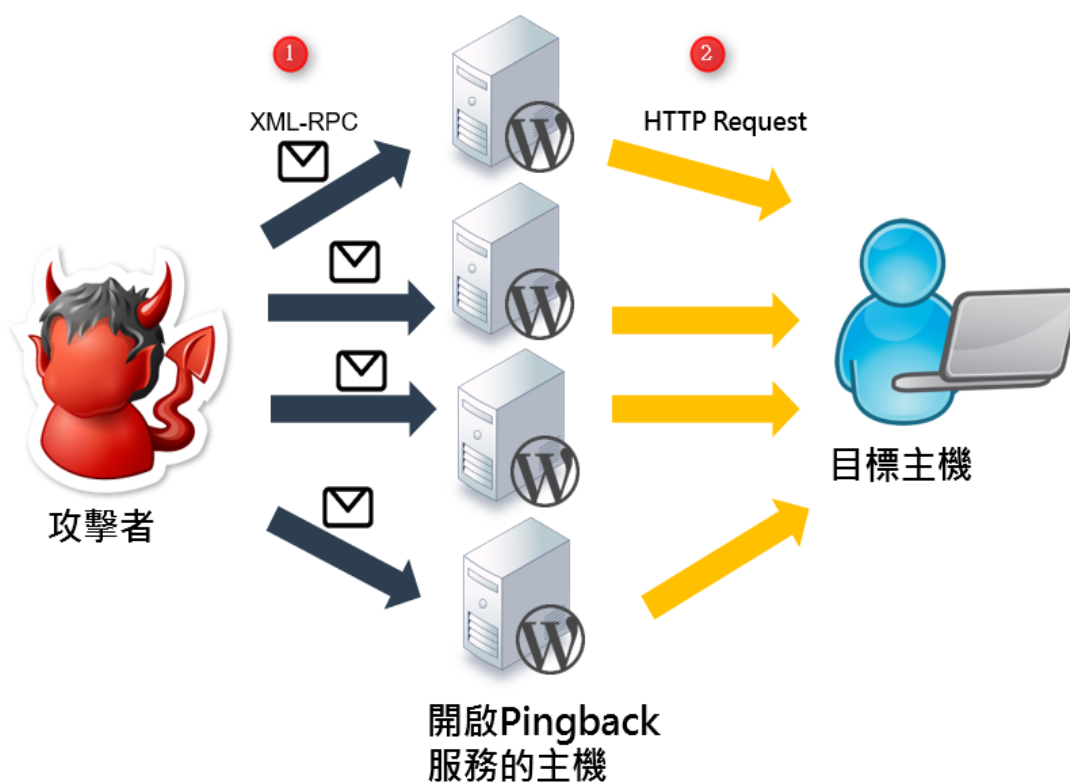 1
2
XML-RPC
HTTP Request
攻擊者
目標主機
開啟Pingback
服務的主機